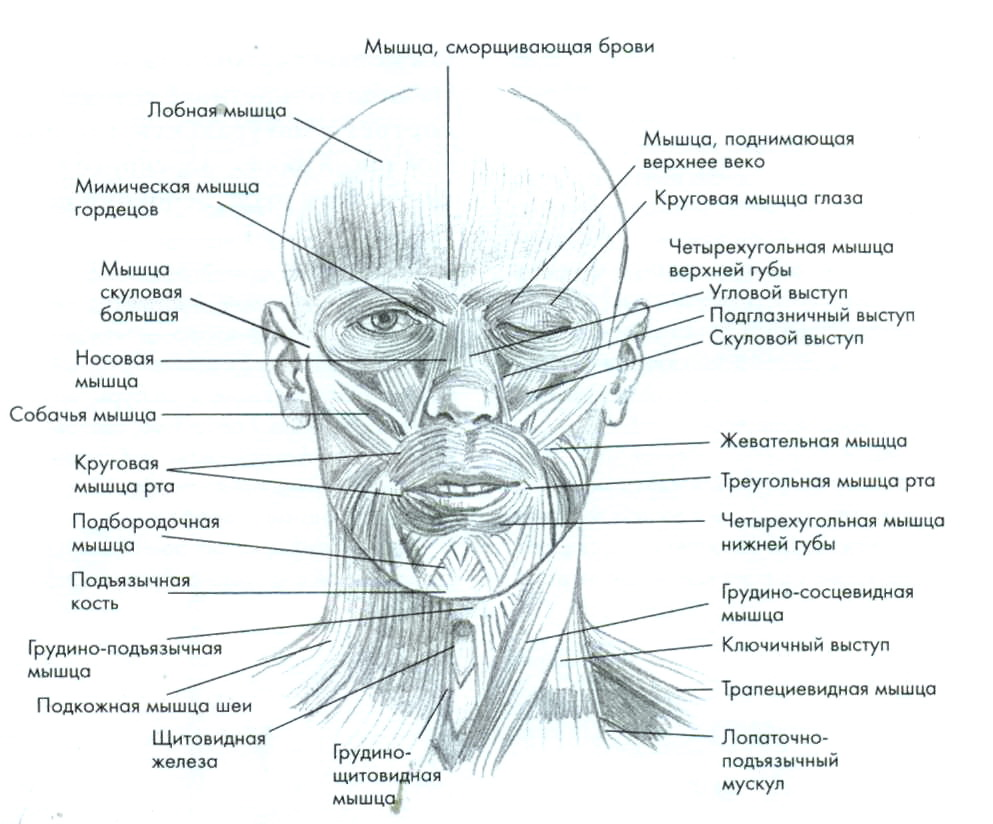 Мышца, сморщивающая брови
Лобная мышца
Мимическая мышца
гордецов
Мышца
скуловая
большая
Носовая
мышца
Собачья мышца
Круговая
мышца рта
Подбородочная
мышца
Подъязычная
кость
Грудино-подъязычная
мышца
Подкожная мышца шеи
Щитовидная
железа
Грудино-
щитовидная
мышца
Мышца, поднимающая
верхнее веко
Круговая мыщца глаза
Четырехугольная мышца
верхней губы
Угловой выступ
Подглазничный выступ
Скуловой выступ
Жевательная мыщца
Треугольная мышца рта
Четырехугольная мышца
нижней губы
Грудино-сосцевидная
мышца
Ключичный выступ
Трапециевидная мышца
Лопаточно-
подъязычный
мускул